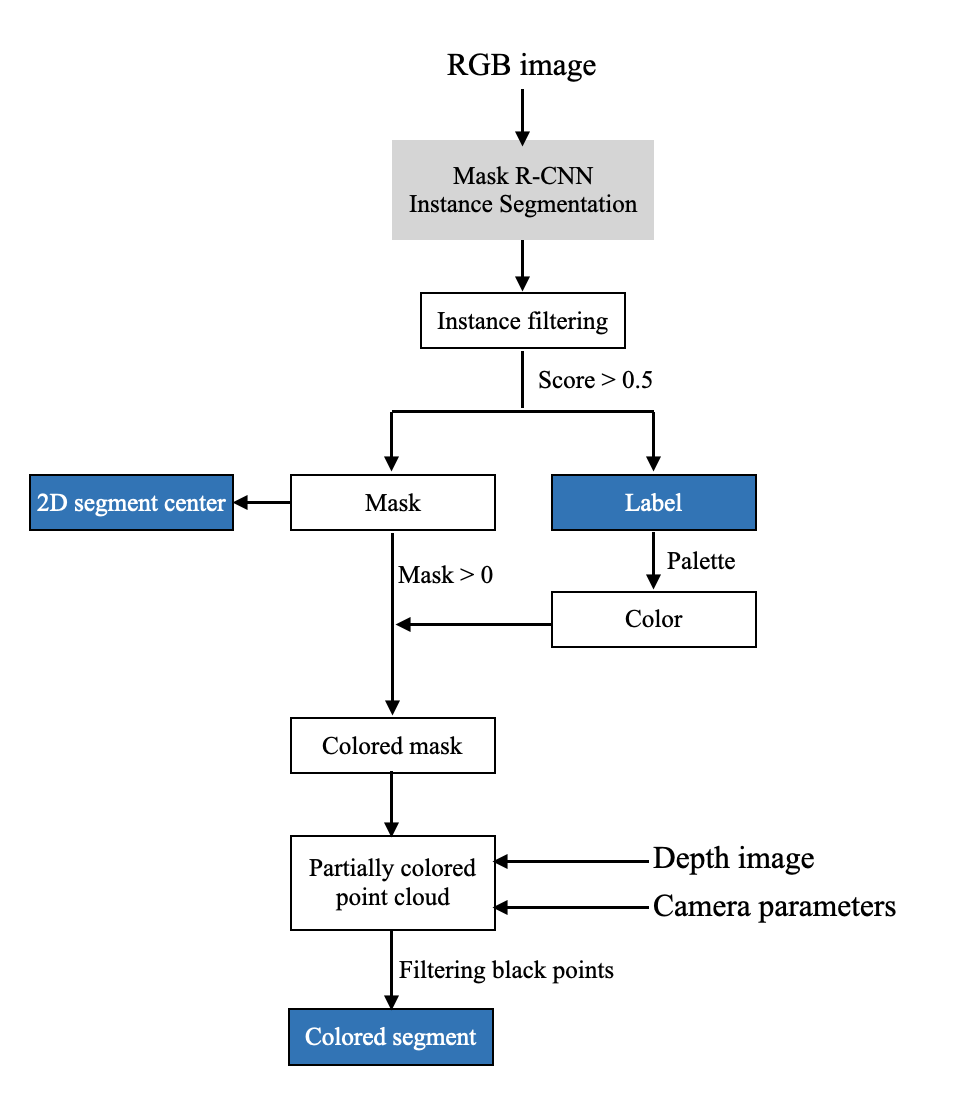 RGB image
Mask R-CNN
Instance Segmentation
Instance filtering
Score > 0.5
2D segment center
Mask
Label
Mask > 0
Palette
Color
Colored mask
Partially colored
point cloud
Depth image
Camera parameters
Filtering black points
Colored segment